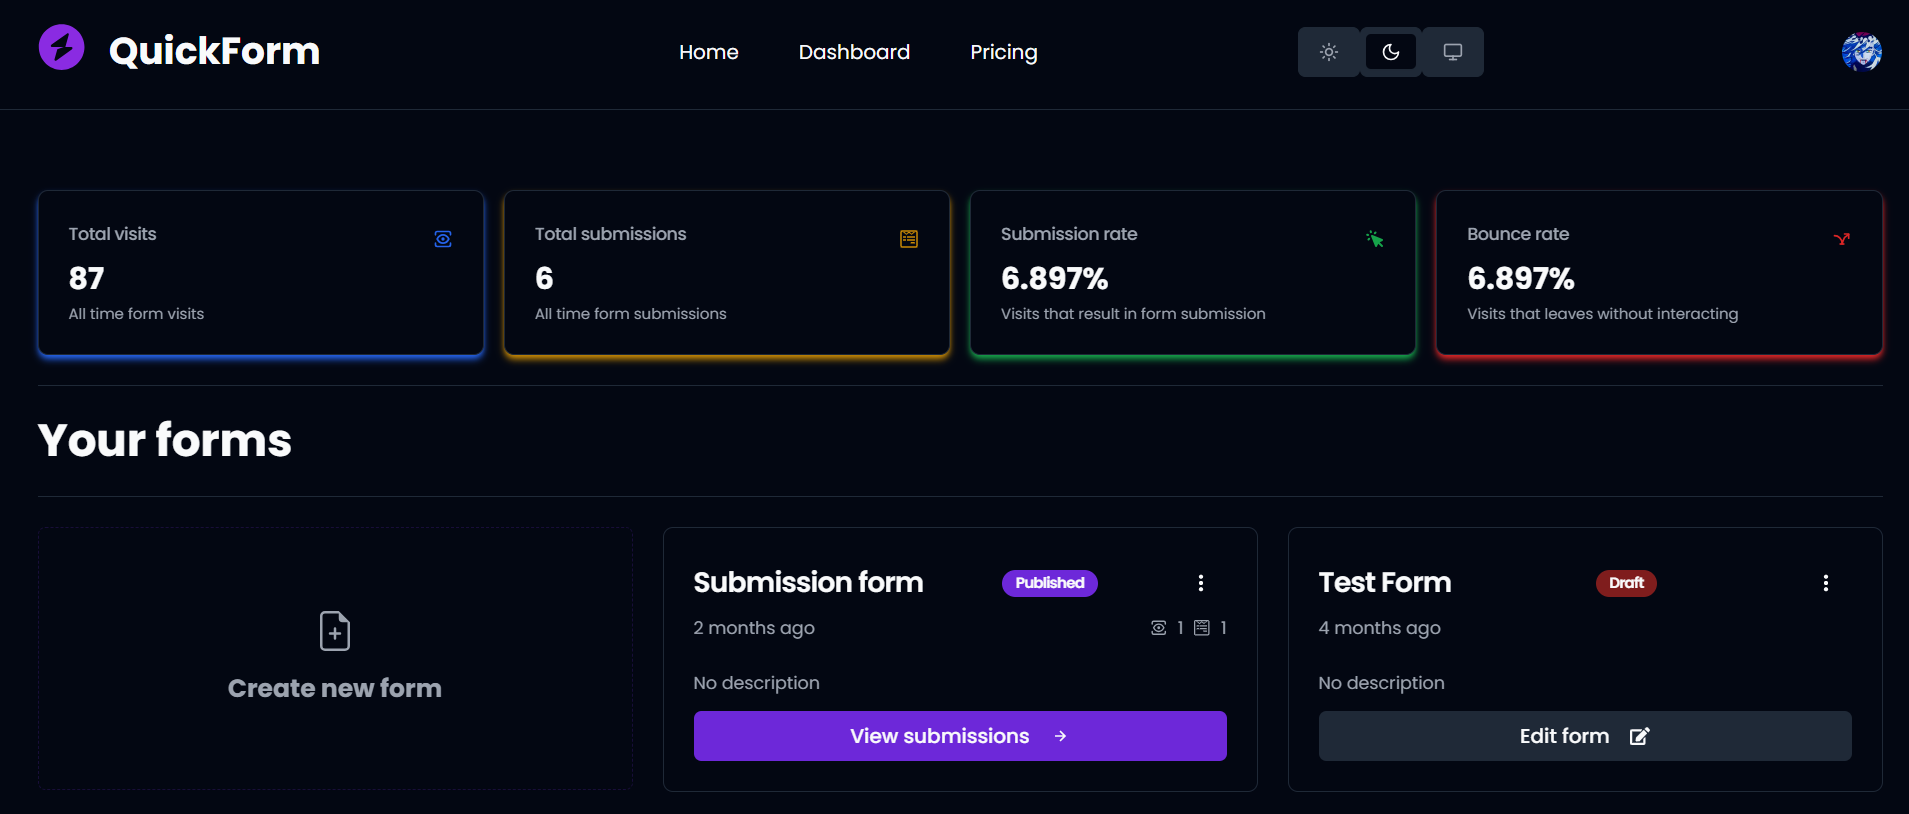 QuickForm
Home Dashboard Pricing
Total visits
87
All time form visits
Total submissions
6
All time form submissions
Submission rate
6.897%
Visits that result in form submission
Bounce rate
6.897%
Visits that leaves without interacting
Your forms
Create new form
Submission form Published
2 months ago 1 1
No description
View submissions
Test Form Draft
4 months ago
No description
Edit form